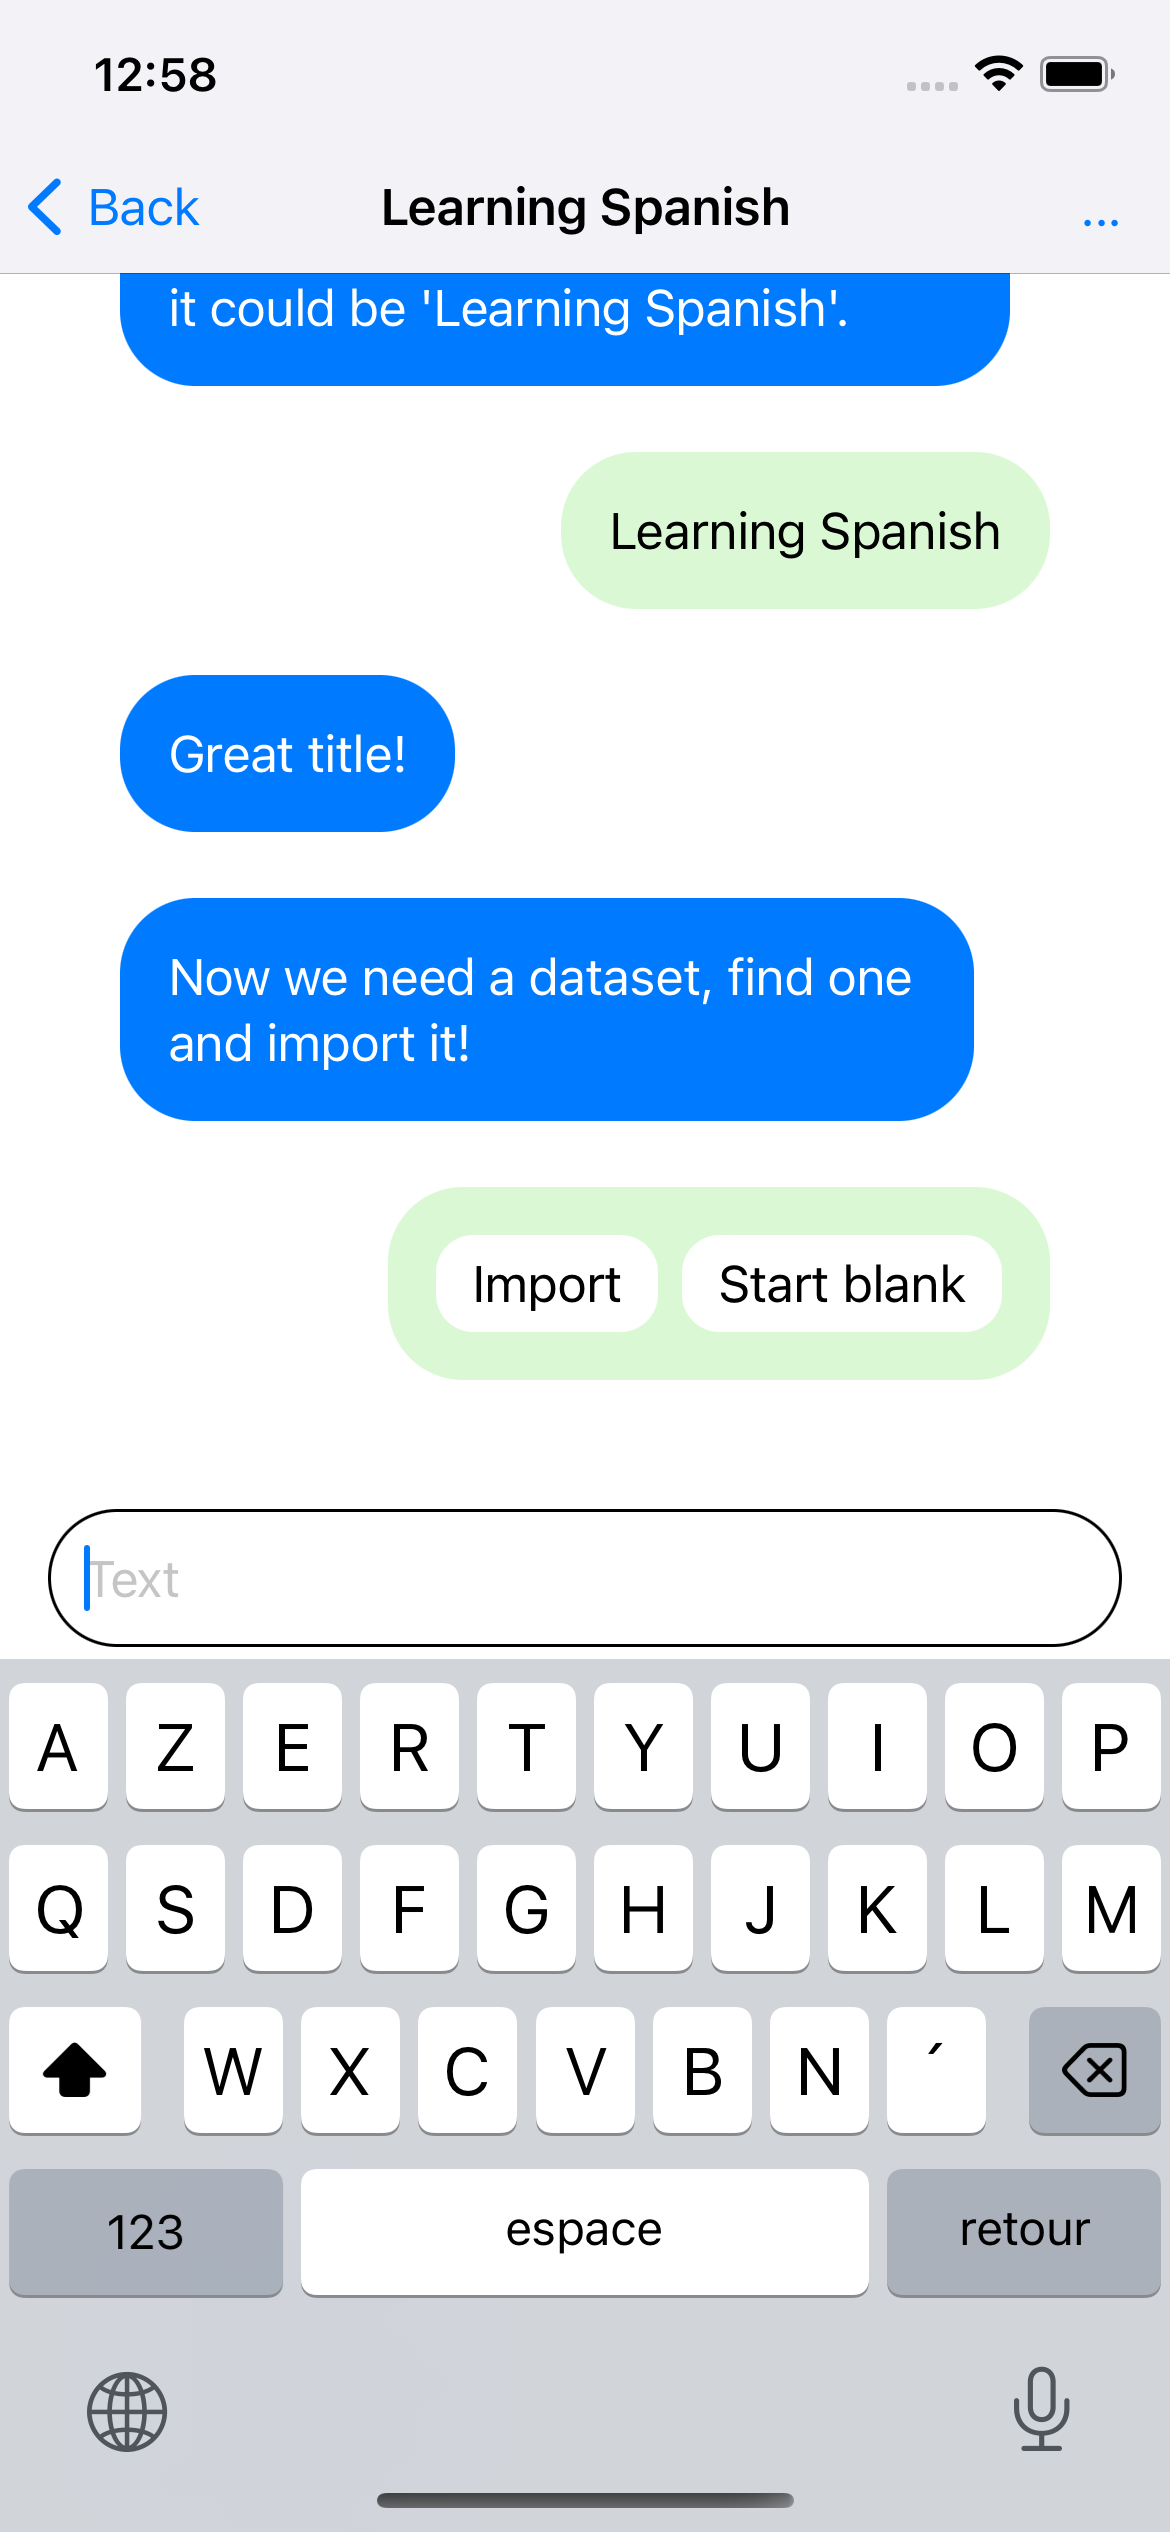 12:58
Back
Learning Spanish
...
it could be 'Learning Spanish'.
Learning Spanish
Great title!
Now we need a dataset, find one
and import it!
Import
Start blank
Text
A Z E R T Y U I O P
Q S D F G H J K L M
W X C V B N ´
123
espace
retour